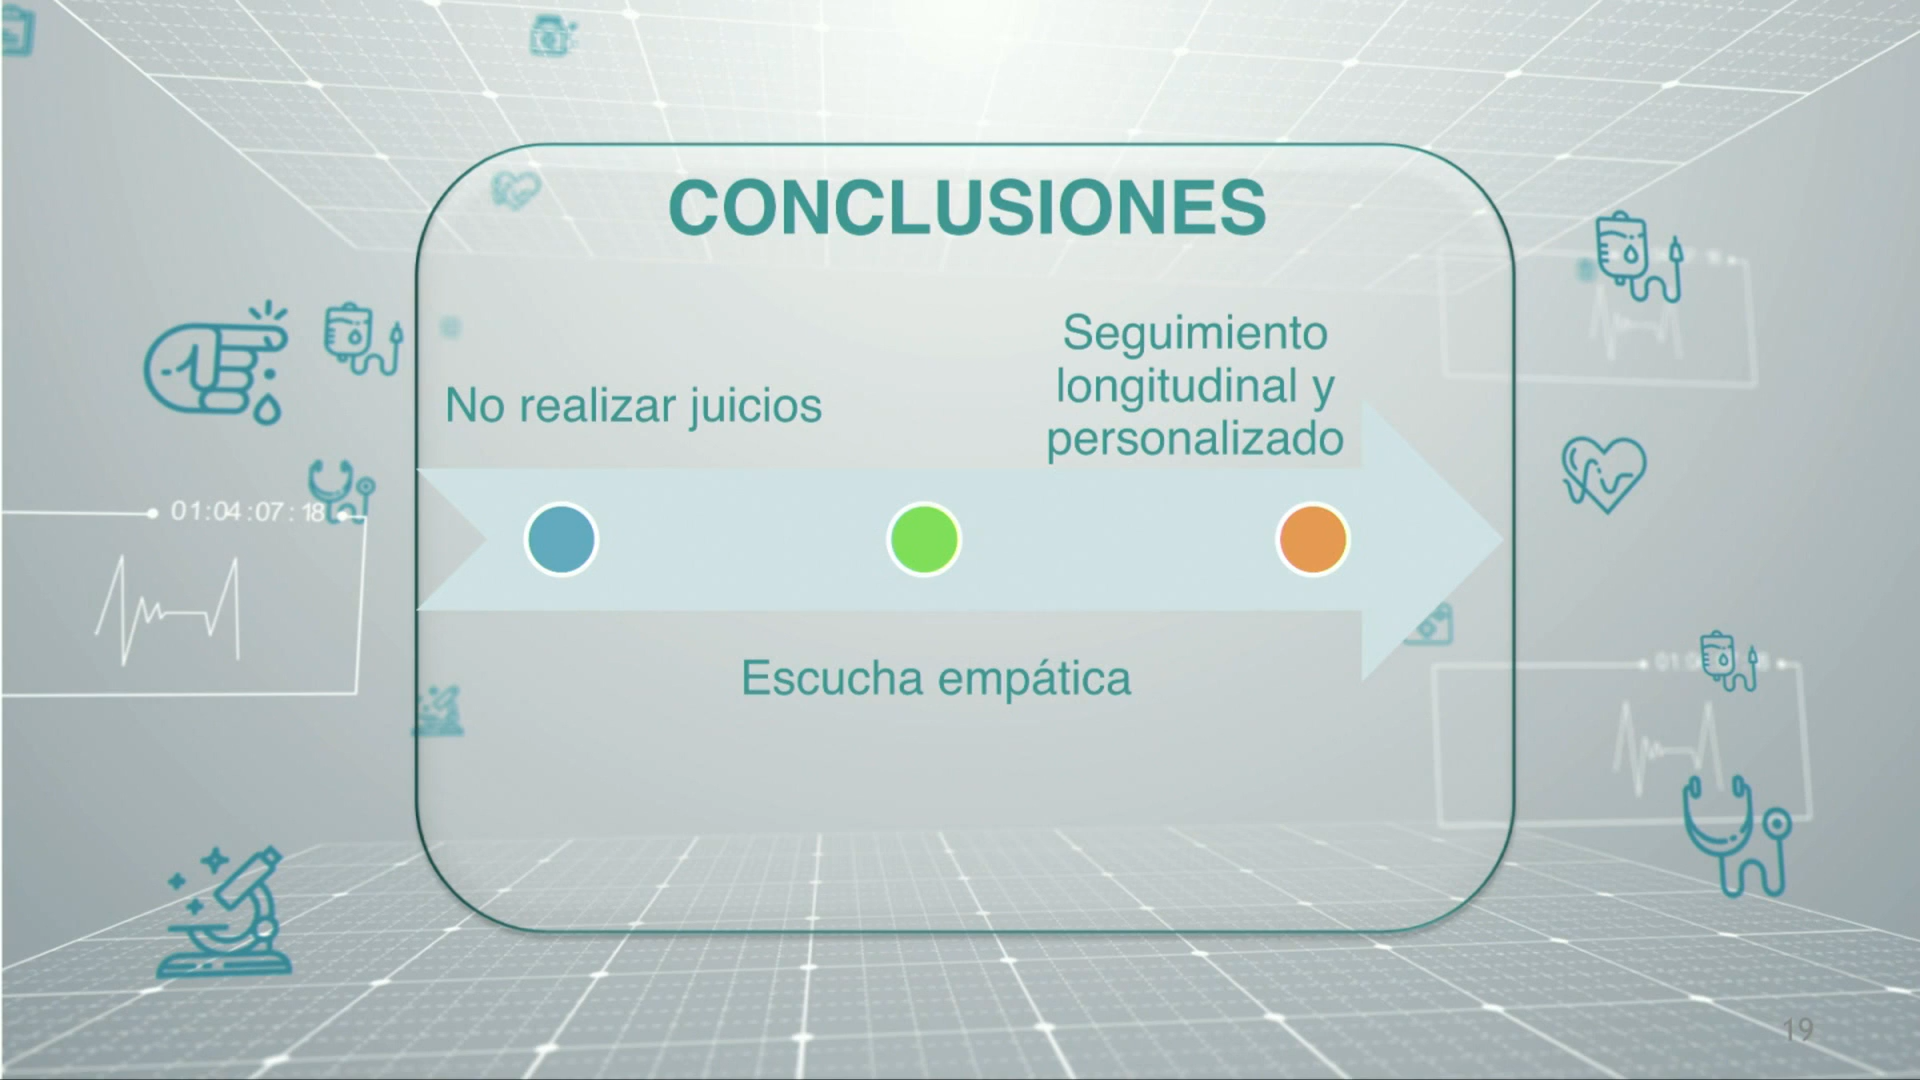 CONCLUSIONES
No realizar juicios
Seguimiento
longitudinal y
personalizado
Escucha empática
01:04:07:18
19